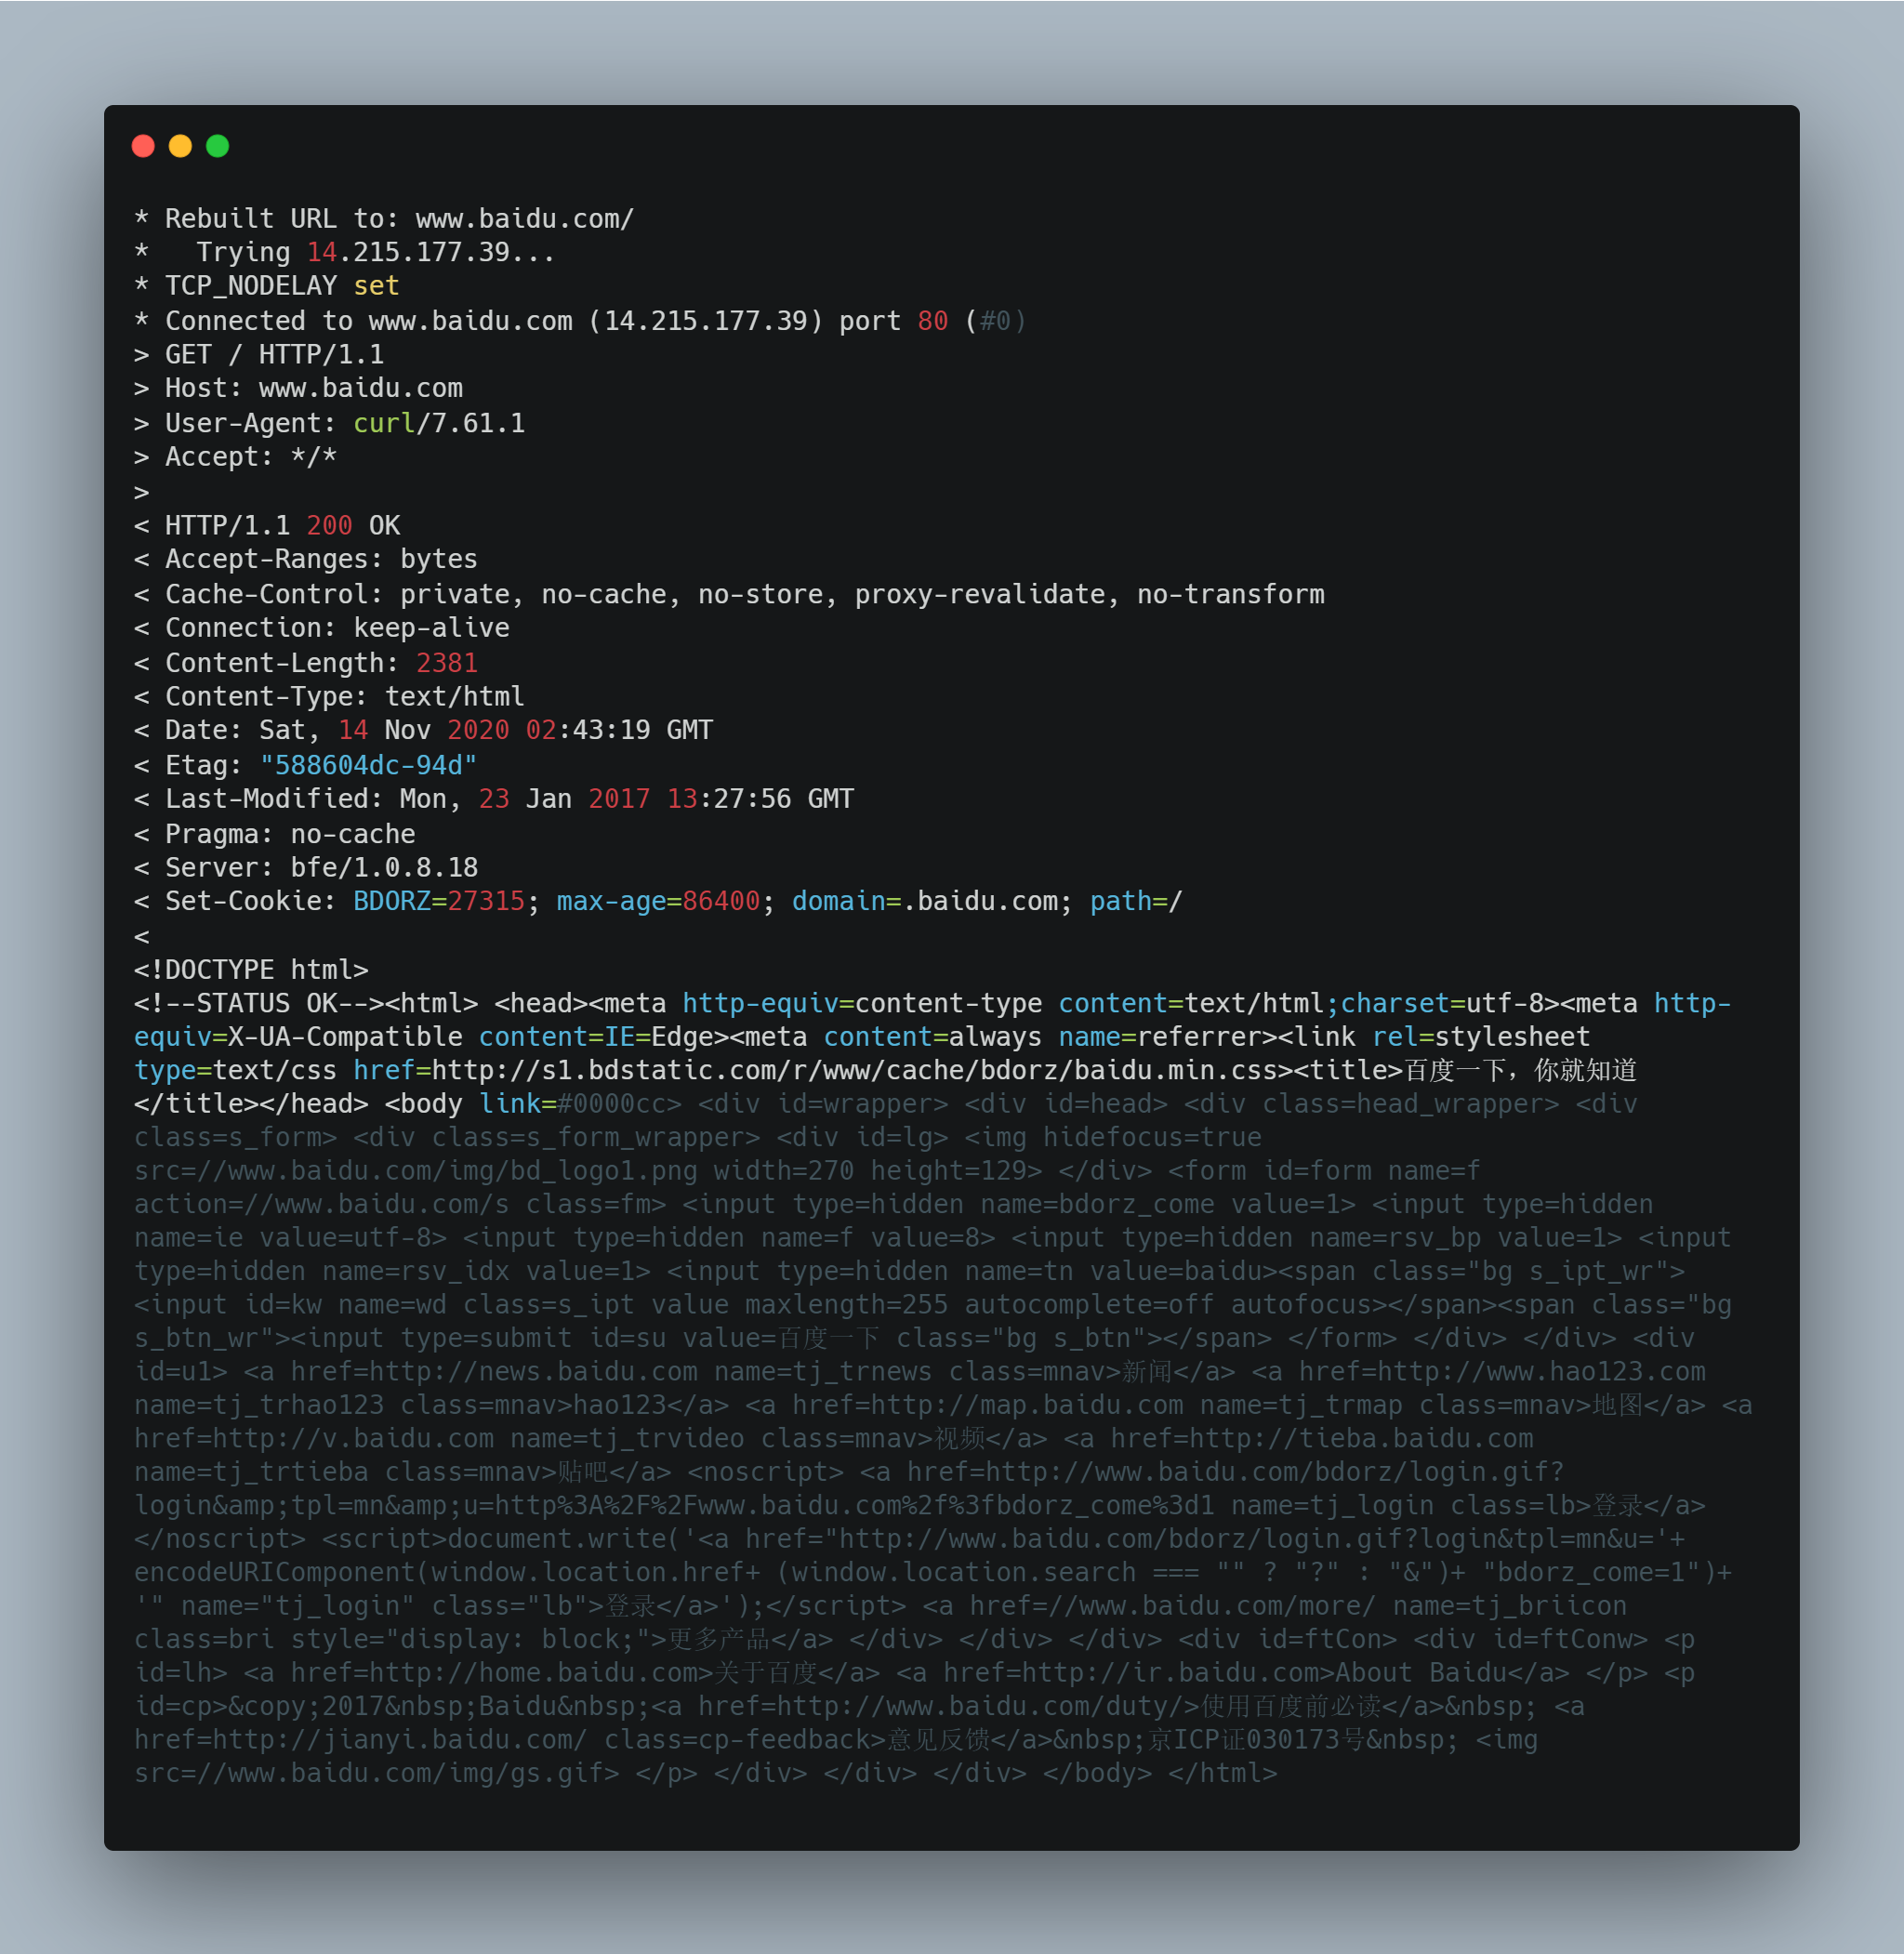 * Rebuilt URL to: www.baidu.com/
*   Trying 14.215.177.39...
* TCP_NODELAY set
* Connected to www.baidu.com (14.215.177.39) port 80 (#0)
> GET / HTTP/1.1
> Host: www.baidu.com
> User-Agent: curl/7.61.1
> Accept: */*
>
< HTTP/1.1 200 OK
< Accept-Ranges: bytes
< Cache-Control: private, no-cache, no-store, proxy-revalidate, no-transform
< Connection: keep-alive
< Content-Length: 2381
< Content-Type: text/html
< Date: Sat, 14 Nov 2020 02:43:19 GMT
< Etag: "588604dc-94d"
< Last-Modified: Mon, 23 Jan 2017 13:27:56 GMT
< Pragma: no-cache
< Server: bfe/1.0.8.18
< Set-Cookie: BDORZ=27315; max-age=86400; domain=.baidu.com; path=/
<
<!DOCTYPE html>
<!--STATUS OK--><html> <head><meta http-equiv=content-type content=text/html;charset=utf-8><meta http-
equiv=X-UA-Compatible content=IE=Edge><meta content=always name=referrer><link rel=stylesheet
type=text/css href=http://s1.bdstatic.com/r/www/cache/bdorz/baidu.min.css><title>百度一下，你就知道
</title></head> <body link=#0000cc> <div id=wrapper> <div id=head> <div class=head_wrapper> <div
class=s_form> <div class=s_form_wrapper> <div id=lg> <img hidefocus=true
src=//www.baidu.com/img/bd_logo1.png width=270 height=129> </div> <form id=form name=f
action=//www.baidu.com/s class=fm> <input type=hidden name=bdorz_come value=1> <input type=hidden
name=ie value=utf-8> <input type=hidden name=f value=8> <input type=hidden name=rsv_bp value=1> <input
type=hidden name=rsv_idx value=1> <input type=hidden name=tn value=baidu><span class="bg s_ipt_wr">
<input id=kw name=wd class=s_ipt value maxlength=255 autocomplete=off autofocus></span><span class="bg
s_btn_wr"><input type=submit id=su value=百度一下 class="bg s_btn"></span> </form> </div> </div> <div
id=u1> <a href=http://news.baidu.com name=tj_trnews class=mnav>新闻</a> <a href=http://www.hao123.com
name=tj_trhao123 class=mnav>hao123</a> <a href=http://map.baidu.com name=tj_trmap class=mnav>地图</a> <a
href=http://v.baidu.com name=tj_trvideo class=mnav>视频</a> <a href=http://tieba.baidu.com
name=tj_trtieba class=mnav>贴吧</a> <noscript> <a href=http://www.baidu.com/bdorz/login.gif?
login&amp;tpl=mn&amp;u=http%3A%2F%2Fwww.baidu.com%2f%3fbdorz_come%3d1 name=tj_login class=lb>登录</a>
</noscript> <script>document.write('<a href="http://www.baidu.com/bdorz/login.gif?login&tpl=mn&u='+
encodeURIComponent(window.location.href+ (window.location.search === "" ? "?" : "&")+ "bdorz_come=1")+
'" name="tj_login" class="lb">登录</a>');</script> <a href=//www.baidu.com/more/ name=tj_briicon
class=bri style="display: block;">更多产品</a> </div> </div> </div> <div id=ftCon> <div id=ftConw> <p
id=lh> <a href=http://home.baidu.com>关于百度</a> <a href=http://ir.baidu.com>About Baidu</a> </p> <p
id=cp>&copy;2017&nbsp;Baidu&nbsp;<a href=http://www.baidu.com/duty/>使用百度前必读</a>&nbsp; <a
href=http://jianyi.baidu.com/ class=cp-feedback>意见反馈</a>&nbsp;京ICP证030173号&nbsp; <img
src=//www.baidu.com/img/gs.gif> </p> </div> </div> </div> </body> </html>